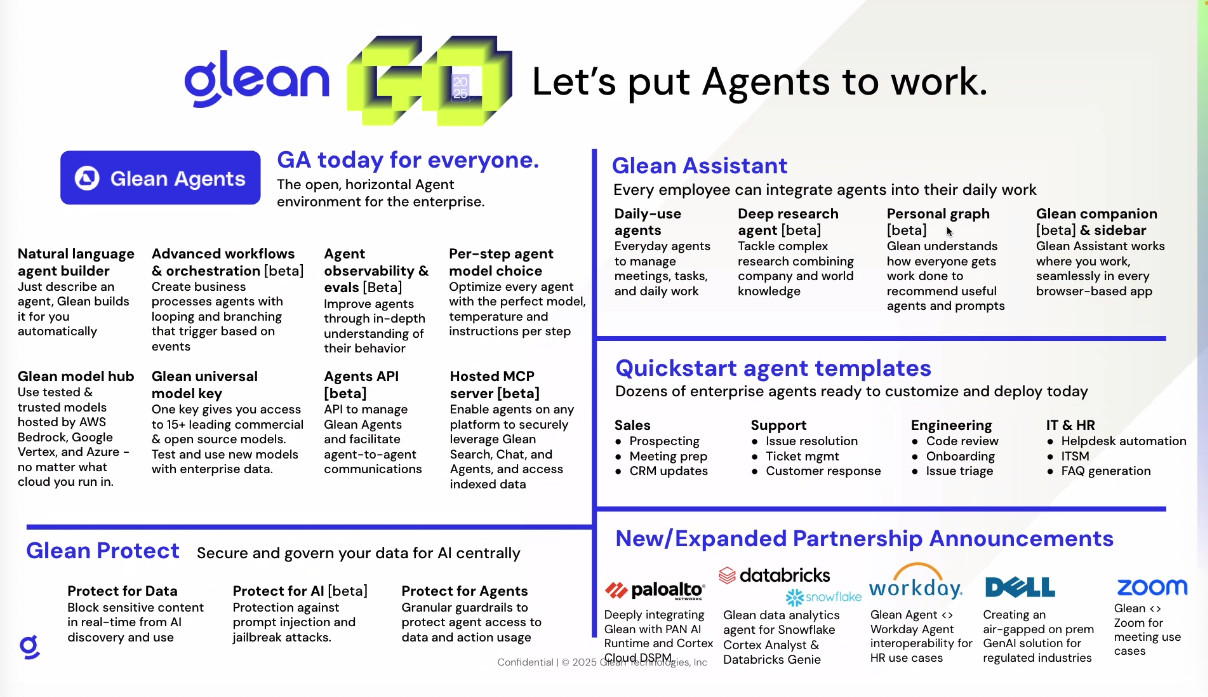 glean GO 2025 Let's put Agents to work.
Glean Agents
GA today for everyone.
The open, horizontal Agent
environment for the enterprise.
Natural language
agent builder
Just describe an
agent, Glean builds
it for you
automatically
Advanced workflows
& orchestration [beta]
Create business
processes agents with
looping and branching
that trigger based on
events
Agent
observability &
evals [Beta]
Improve agents
through in-depth
understanding of
their behavior
Per-step agent
model choice
Optimize every agent
with the perfect model,
temperature and
instructions per step
Glean model hub
Use tested &
trusted models
hosted by AWS
Bedrock, Google
Vertex, and Azure –
no matter what
cloud you run in.
Glean universal
model key
One key gives you access
to 15+ leading commercial
& open source models.
Test and use new models
with enterprise data.
Agents API
[beta]
API to manage
Glean Agents
and facilitate
agent-to-agent
communications
Hosted MCP
server [beta]
Enable agents on any
platform to securely
leverage Glean
Search, Chat, and
Agents, and access
indexed data
Glean Protect Secure and govern your data for AI centrally
Protect for Data
Block sensitive content
in real-time from AI
discovery and use
Protect for AI [beta]
Protection against
prompt injection and
jailbreak attacks.
Protect for Agents
Granular guardrails to
protect agent access to
data and action usage
Glean Assistant
Every employee can integrate agents into their daily work
Daily-use
agents
Everyday agents
to manage
meetings, tasks,
and daily work
Deep research
agent [beta]
Tackle complex
research combining
company and world
knowledge
Personal graph
[beta]
Glean understands
how everyone gets
work done to
recommend useful
agents and prompts
Glean companion
[beta] & sidebar
Glean Assistant works
where you work,
seamlessly in every
browser-based app
Quickstart agent templates
Dozens of enterprise agents ready to customize and deploy today
Sales
● Prospecting
● Meeting prep
● CRM updates
Support
● Issue resolution
● Ticket mgmt
● Customer response
Engineering
● Code review
● Onboarding
● Issue triage
IT & HR
● Helpdesk automation
● ITSM
● FAQ generation
New/Expanded Partnership Announcements
paloalto
NETWORKS
Deeply integrating
Glean with PAN AI
Runtime and Cortex
Cloud DSPM
databricks
snowflake
Glean data analytics
agent for Snowflake
Cortex Analyst &
Databricks Genie
workday.
Glean Agent <>
Workday Agent
interoperability for
HR use cases
DELL
Creating an
air-gapped on prem
GenAI solution for
regulated industries
zoom
Glean <>
Zoom for
meeting use
cases
g
Confidential | © 2025 Glean Technologies, Inc